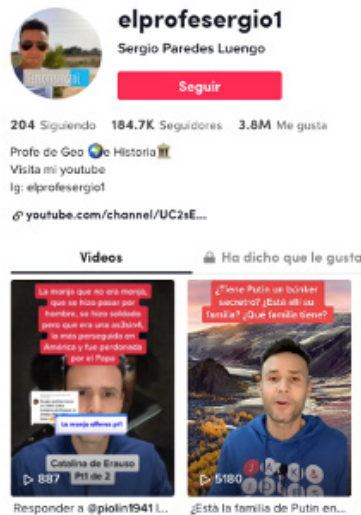 elprofesergio1
Sergio Paredes Luengo
Seguir
204 Siguiendo 184.7K Seguidores 3.8M Me gusta
Profe de Geo 🌍e Historia🏛️
Visita mi youtube
Ig: elprofesergio1
youtube.com/channel/UC2sE...
Videos
Ha dicho que le gusta
La monja que no era monja,
que se hizo pasar por
hombre, se hizo soldado
pero que era una as3sin4,
la más perseguida en
América y fue perdonada
por el Papa
La monja alférez pt1
Catalina de Erauso
Pt1 de 2
887
¿Tiene Putin un búnker
secreto? ¿Está allí su
familia? ¿Qué familia tiene?
JACK&
JONES
5180
Responder a @piolin1941 l...
¿Está la familia de Putin en...